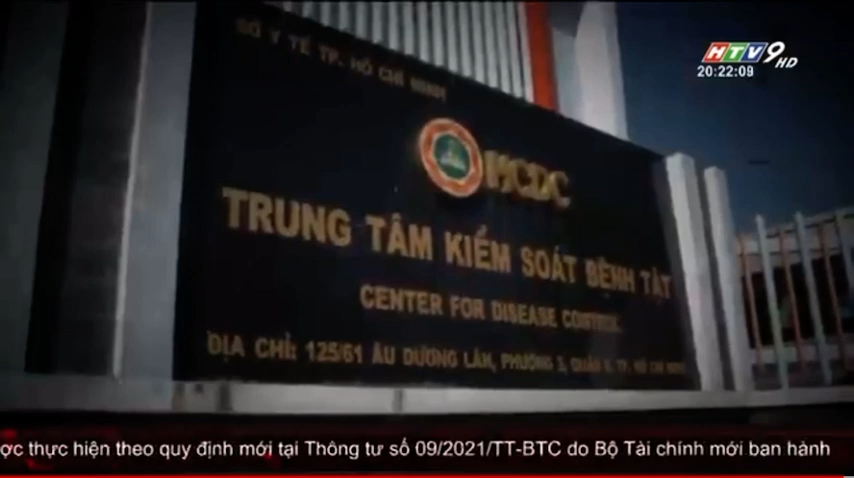 HTV9 HD
20:22:09
SỞ Y TẾ TP. HỒ CHÍ MINH
HCDC
TRUNG TÂM KIỂM SOÁT BỆNH TẬT
CENTER FOR DISEASE CONTROL
ĐỊA CHỈ: 125/61 ÂU DƯƠNG LÂN, PHƯỜNG 3, QUẬN 8, TP. HỒ CHÍ MINH
ợc thực hiện theo quy định mới tại Thông tư số 09/2021/TT-BTC do Bộ Tài chính mới ban hành